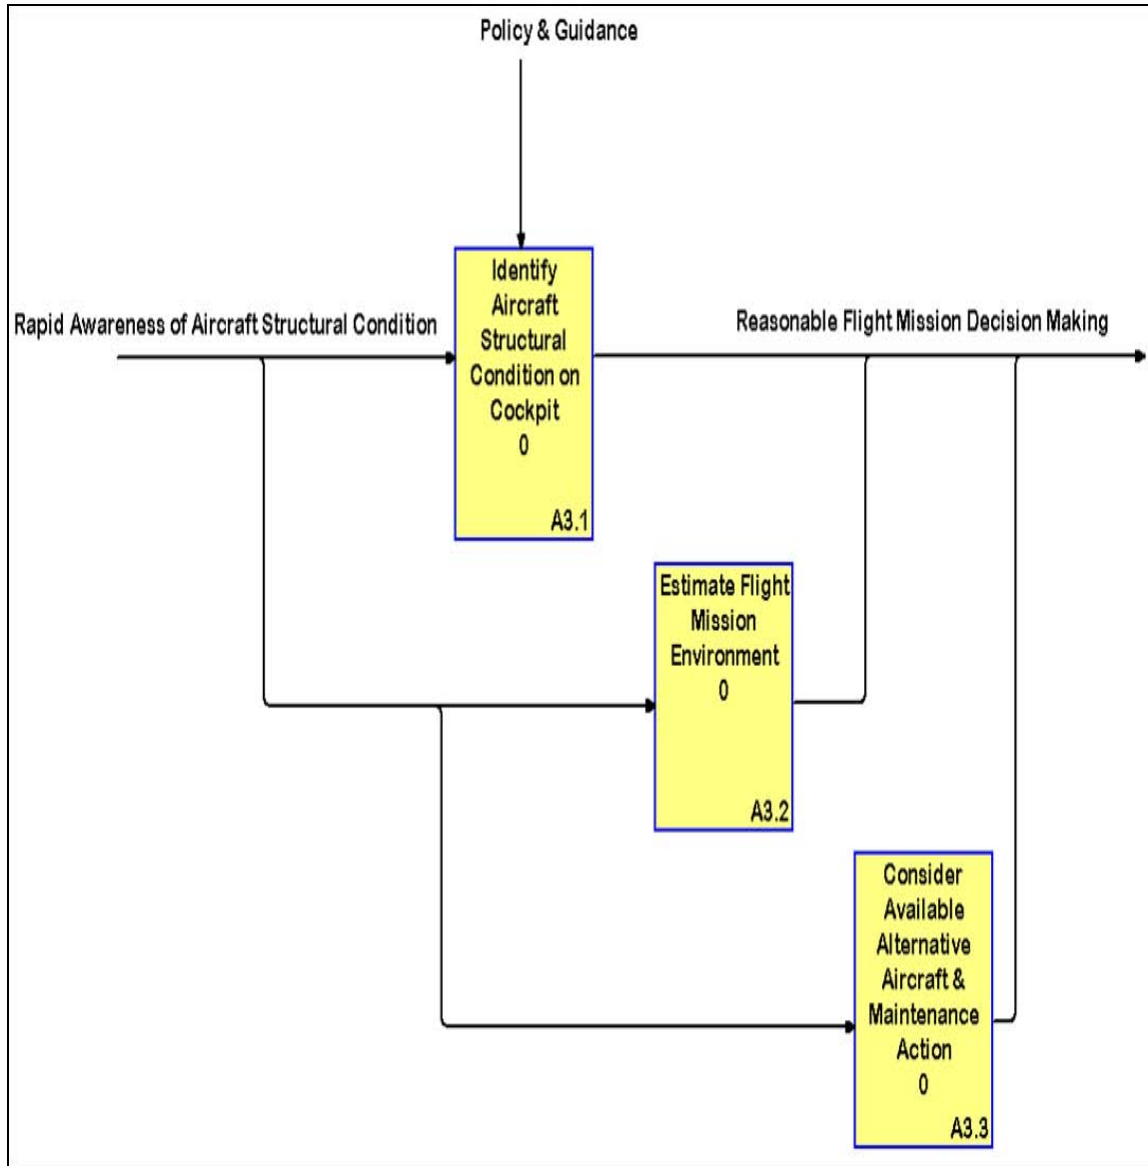 Policy & Guidance
Rapid Awareness of Aircraft Structural Condition
Identify
Aircraft
Structural
Condition on
Cockpit
0
A3.1
Reasonable Flight Mission Decision Making
Estimate Flight
Mission
Environment
0
A3.2
Consider
Available
Alternative
Aircraft &
Maintenance
Action
0
A3.3